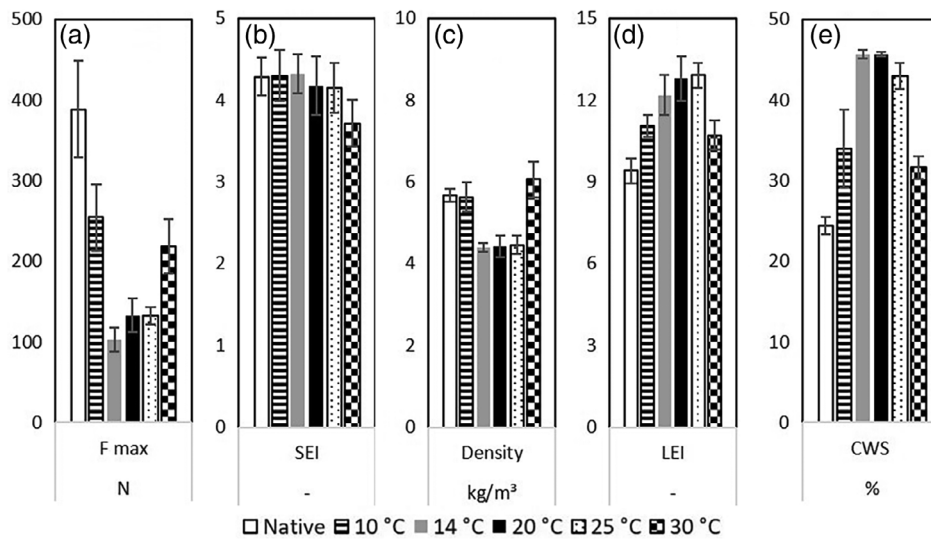 (a) (b) (c) (d) (e)
500 5 10 15 50
400 4 8 12 40
300 3 6 9 30
200 2 4 6 20
100 1 2 3 10
0 0 0 0 0
F max SEI Density LEI CWS
N - kg/m³ - %
Native 10 °C 14 °C 20 °C 25 °C 30 °C